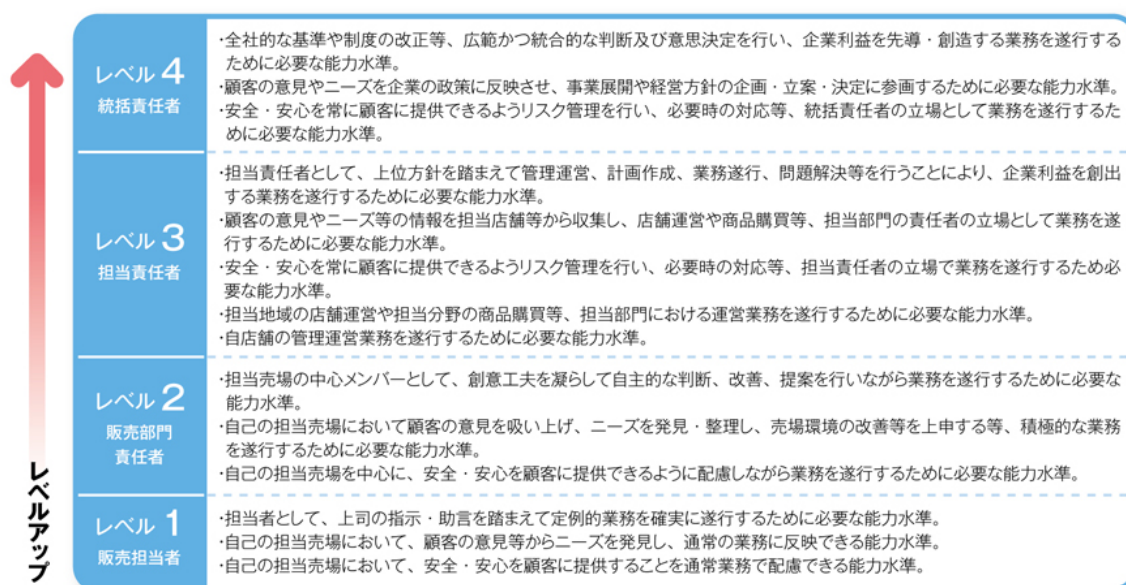 レベル 4
統括責任者
･全社的な基準や制度の改正等、広範かつ統合的な判断及び意思決定を行い、企業利益を先導・創造する業務を遂行する
ために必要な能力水準。
･顧客の意見やニーズを企業の政策に反映させ、事業展開や経営方針の企画・立案・決定に参画するために必要な能力水準。
･安全・安心を常に顧客に提供できるようリスク管理を行い、必要時の対応等、統括責任者の立場として業務を遂行するた
めに必要な能力水準。
レベル 3
担当責任者
･担当責任者として、上位方針を踏まえて管理運営、計画作成、業務遂行、問題解決等を行うことにより、企業利益を創出
する業務を遂行するために必要な能力水準。
･顧客の意見やニーズ等の情報を担当店舗等から収集し、店舗運営や商品購買等、担当部門の責任者の立場として業務を遂
行するために必要な能力水準。
･安全・安心を常に顧客に提供できるようリスク管理を行い、必要時の対応等、担当責任者の立場で業務を遂行するため必
要な能力水準。
･担当地域の店舗運営や担当分野の商品購買等、担当部門における運営業務を遂行するために必要な能力水準。
･自店舗の管理運営業務を遂行するために必要な能力水準。
レベル 2
販売部門
責任者
･担当売場の中心メンバーとして、創意工夫を凝らして自主的な判断、改善、提案を行いながら業務を遂行するために必要な
能力水準。
･自己の担当売場において顧客の意見を吸い上げ、ニーズを発見・整理し、売場環境の改善等を上申する等、積極的な業務
を遂行するために必要な能力水準。
･自己の担当売場を中心に、安全・安心を顧客に提供できるように配慮しながら業務を遂行するために必要な能力水準。
レベル 1
販売担当者
･担当者として、上司の指示・助言を踏まえて定例的業務を確実に遂行するために必要な能力水準。
･自己の担当売場において、顧客の意見等からニーズを発見し、通常の業務に反映できる能力水準。
･自己の担当売場において、安全・安心を顧客に提供することを通常業務で配慮できる能力水準。
レベルアップ